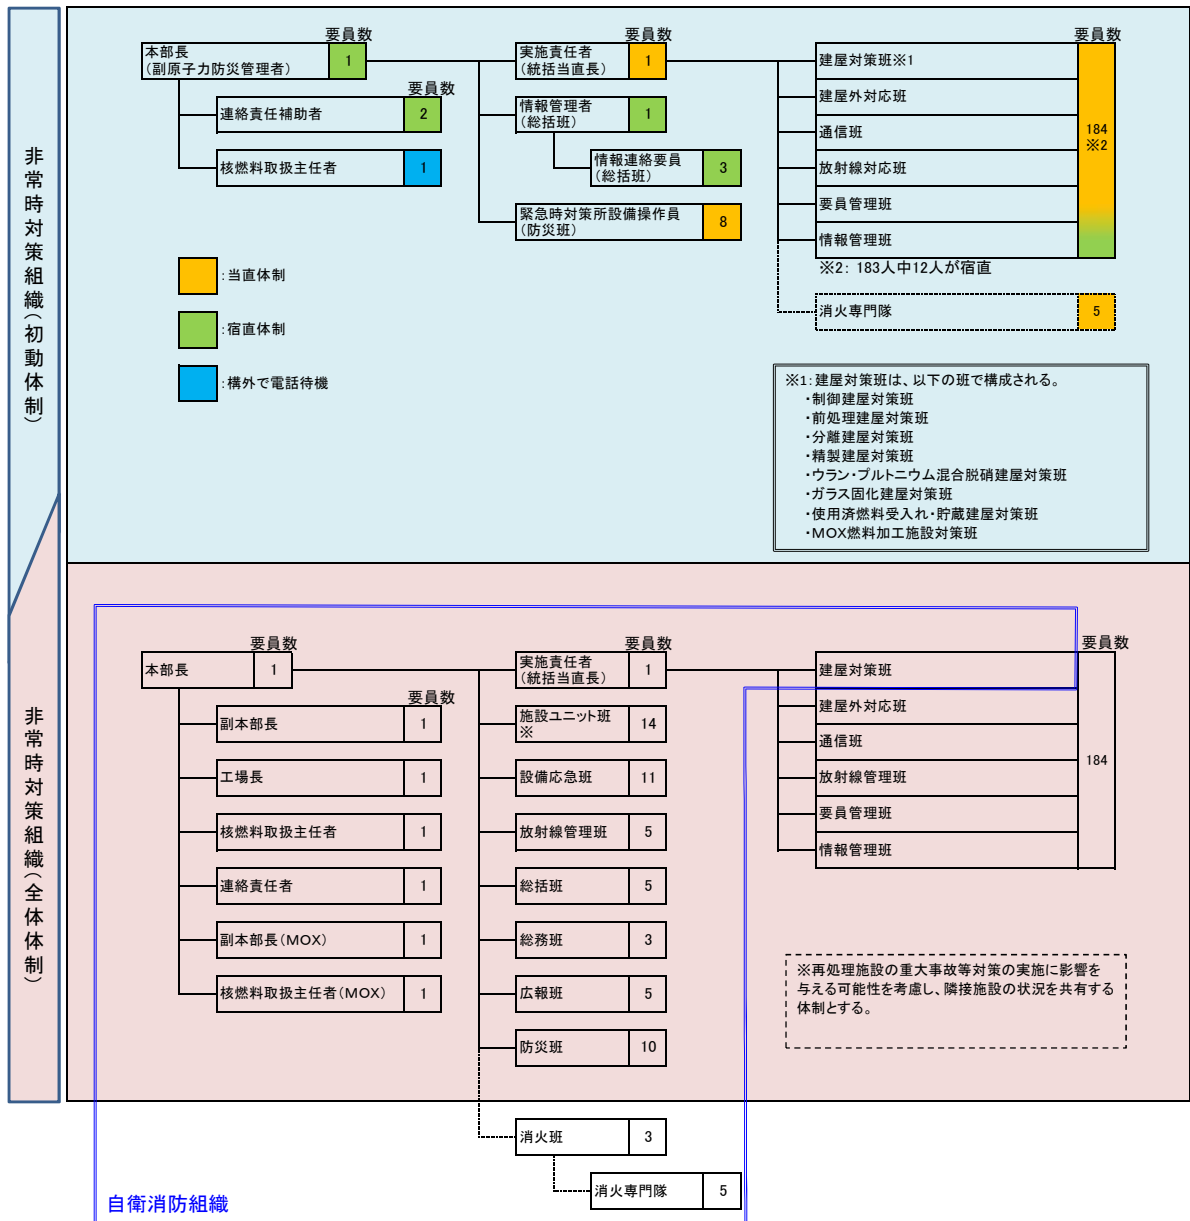 非常時対策組織（初動体制）
要員数
本部長
（副原子力防災管理者）
1
要員数
連絡責任補助者
2
核燃料取扱主任者
1
要員数
実施責任者
（統括当直長）
1
情報管理者
（総括班）
1
情報連絡要員
（総括班）
3
緊急時対策所設備操作員
（防災班）
8
要員数
建屋対策班※1
建屋外対応班
通信班
放射線対応班
要員管理班
情報管理班
184
※2
※2： 183人中12人が宿直
消火専門隊
5
：当直体制
：宿直体制
：構外で電話待機
※1：建屋対策班は、以下の班で構成される。
・制御建屋対策班
・前処理建屋対策班
・分離建屋対策班
・精製建屋対策班
・ウラン・プルトニウム混合脱硝建屋対策班
・ガラス固化建屋対策班
・使用済燃料受入れ・貯蔵建屋対策班
・MOX燃料加工施設対策班
非常時対策組織（全体体制）
要員数
本部長
1
要員数
副本部長
1
工場長
1
核燃料取扱主任者
1
連絡責任者
1
副本部長（MOX）
1
核燃料取扱主任者（MOX）
1
要員数
実施責任者
（統括当直長）
1
施設ユニット班
※
14
設備応急班
11
放射線管理班
5
総括班
5
総務班
3
広報班
5
防災班
10
要員数
建屋対策班
建屋外対応班
通信班
放射線管理班
要員管理班
情報管理班
184
※再処理施設の重大事故等対策の実施に影響を
与える可能性を考慮し、隣接施設の状況を共有する
体制とする。
消火班
3
消火専門隊
5
自衛消防組織